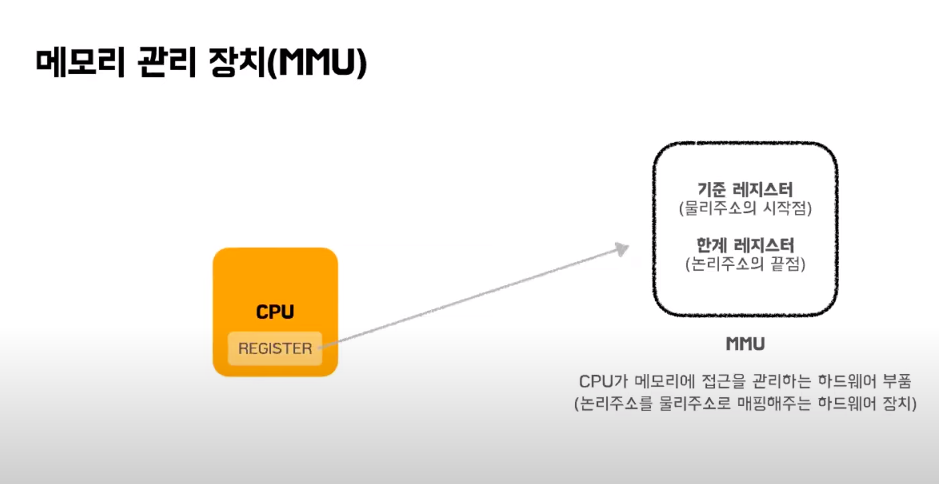 메모리 관리 장치(MMU)
기준 레지스터
(물리주소의 시작점)
한계 레지스터
(논리주소의 끝점)
CPU
REGISTER
MMU
CPU가 메모리에 접근을 관리하는 하드웨어 부품
(논리주소를 물리주소로 매핑해주는 하드웨어 장치)